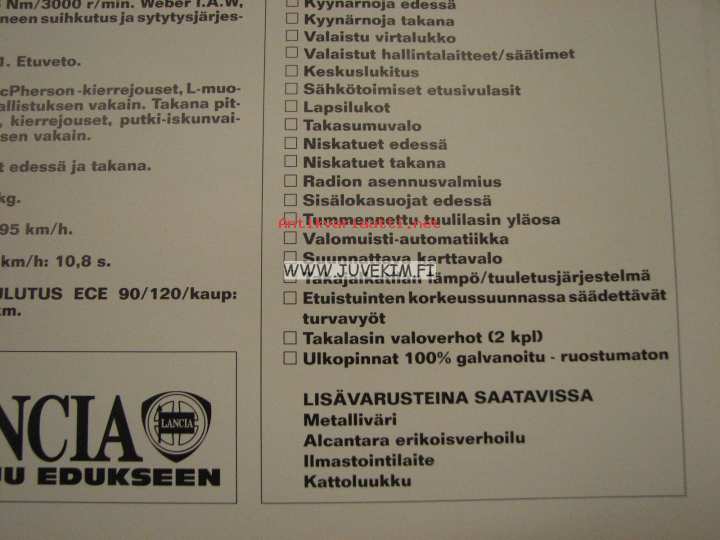 Nm/3000 r/min. Weber I.A.W,
neen suihkutus ja sytytysjärjes-
1. Etuveto.
cPherson-kierrejouset, L-muo-
allistuksen vakain. Takana pit-
, kierrejouset, putki-iskunvai-
sen vakain.
t edessä ja takana.
kg.
95 km/h.
km/h: 10,8 s.
ULUTUS ECE 90/120/kaup:
km.
NCIA
LANCIA
UU EDUKSEEN
Kyynärnoja edessä
Kyynärnoja takana
Valaistu virtalukko
Valaistut hallintalaitteet/säätimet
Keskuslukitus
Sähkötoimiset etusivulasit
Lapsilukot
Takasumuvalo
Niskatuet edessä
Niskatuet takana
Radion asennusvalmius
Sisälokasuojat edessä
Tummennettu tuulilasin yläosa
Antikvariaatti.net
Valomuisti-automatiikka
Suunnattava karttavalo
WWW.JUVEKIM.FI
Takajalkatilan lämpö/tuuletusjärjestelmä
Etuistuinten korkeussuunnassa säädettävät
turvavyöt
Takalasin valoverhot (2 kpl)
Ulkopinnat 100% galvanoitu - ruostumaton
LISÄVARUSTEINA SAATAVISSA
Metalliväri
Alcantara erikoisverhoilu
Ilmastointilaite
Kattoluukku